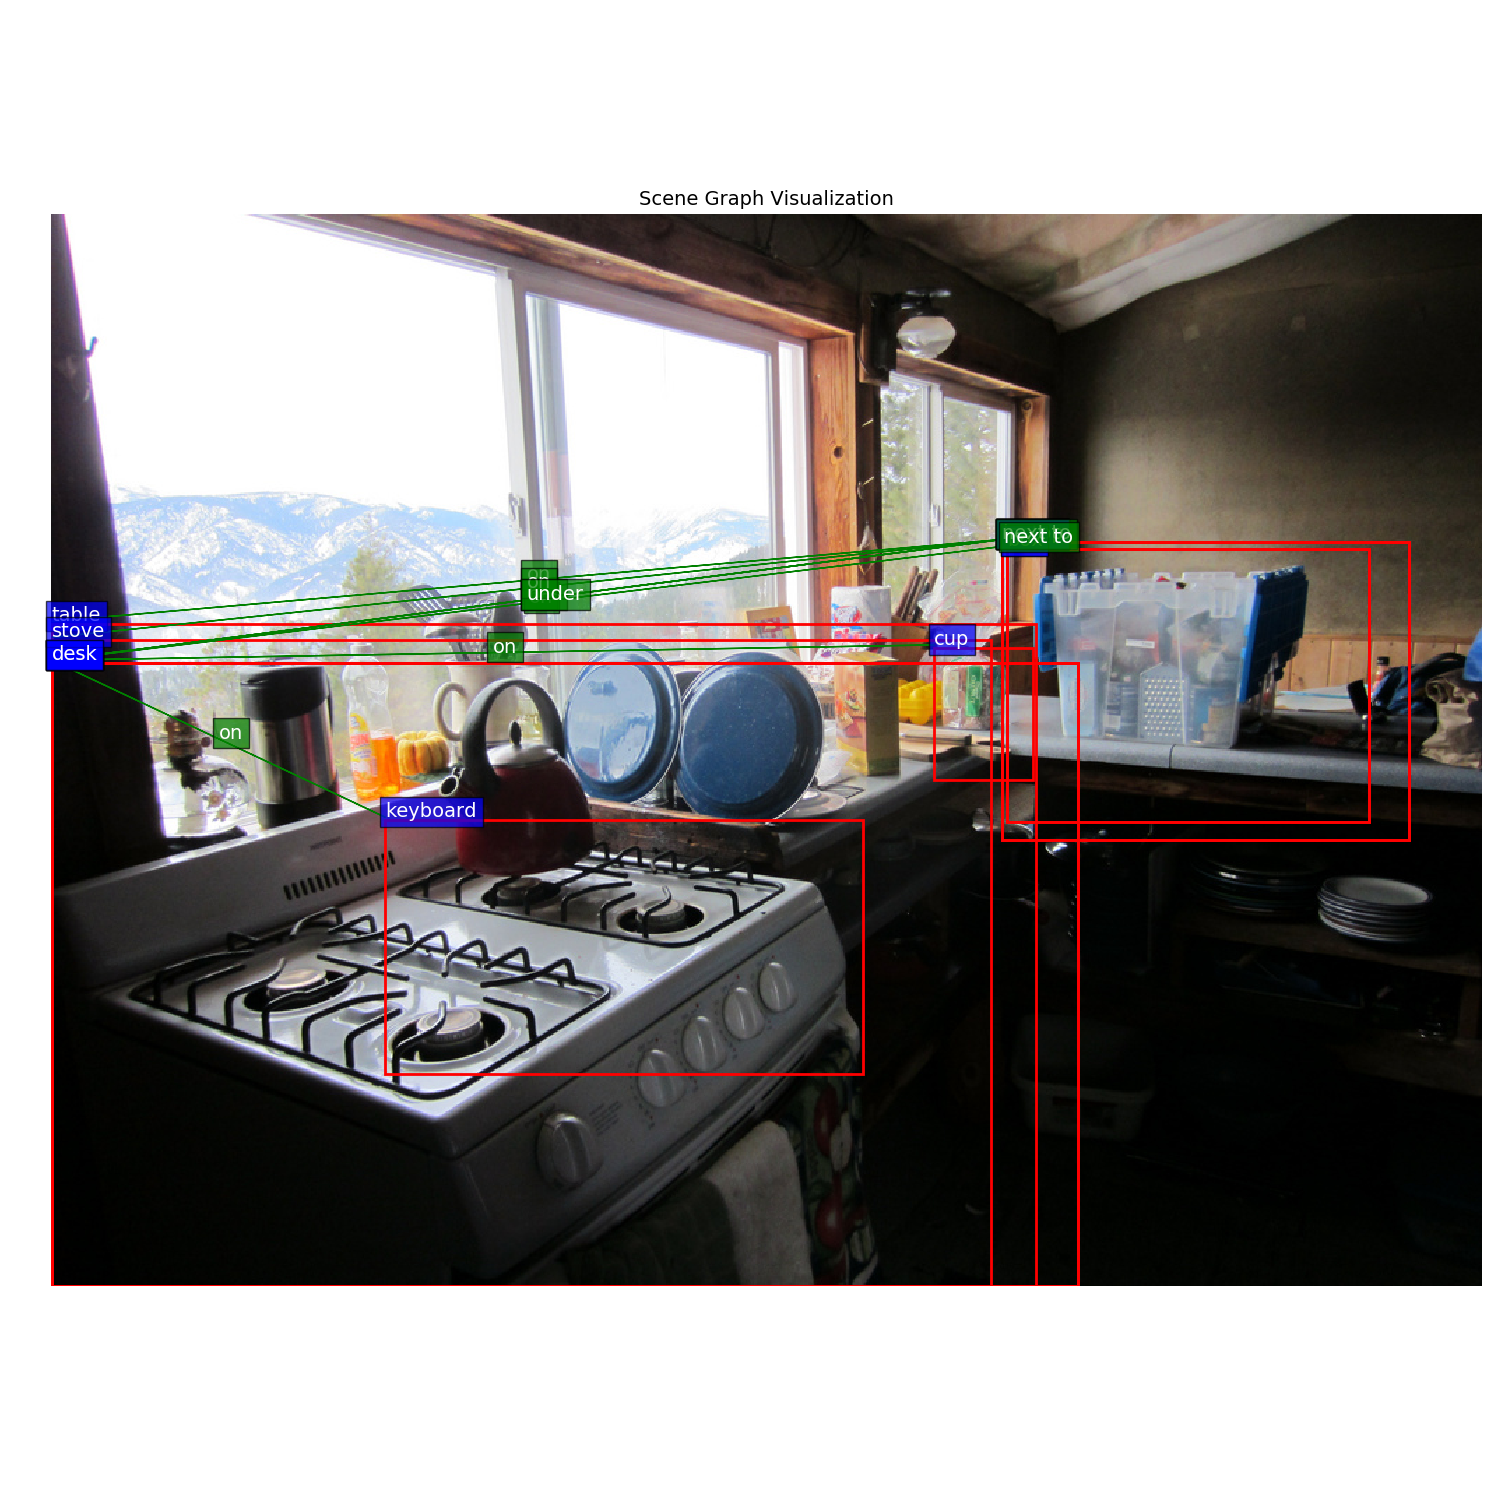 Scene Graph Visualization
next to
on
under
table
stove
cup
on
desk
on
keyboard